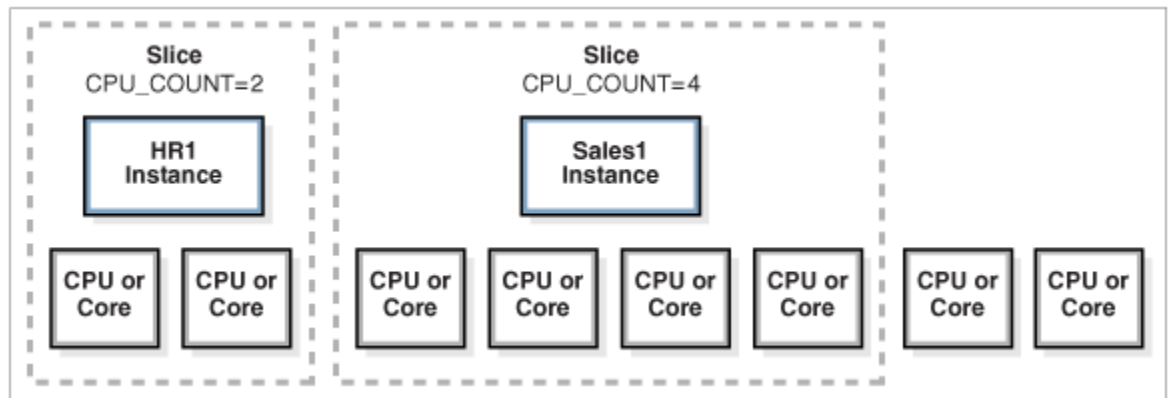 Slice
CPU_COUNT=2
HR1
Instance
CPU or
Core
CPU or
Core
Slice
CPU_COUNT=4
Sales1
Instance
CPU or
Core
CPU or
Core
CPU or
Core
CPU or
Core
CPU or
Core
CPU or
Core